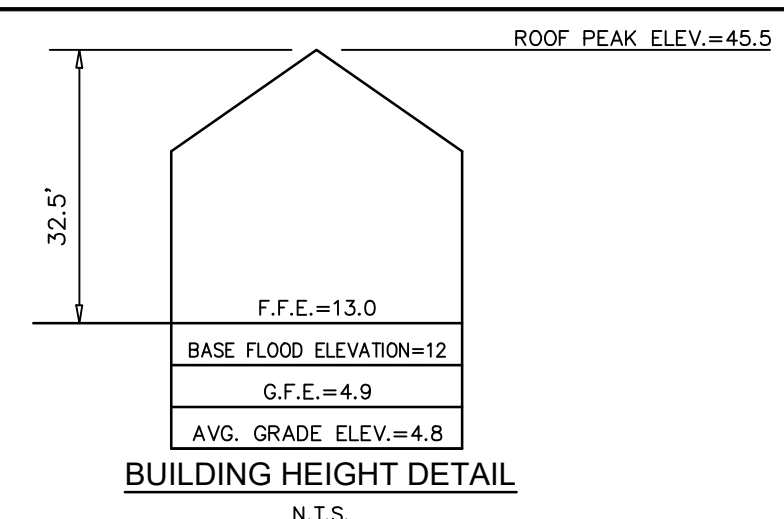 ROOF PEAK ELEV.=45.5
32.5'
F.F.E.=13.0
BASE FLOOD ELEVATION=12
G.F.E.=4.9
AVG. GRADE ELEV.=4.8
BUILDING HEIGHT DETAIL
N.T.S.